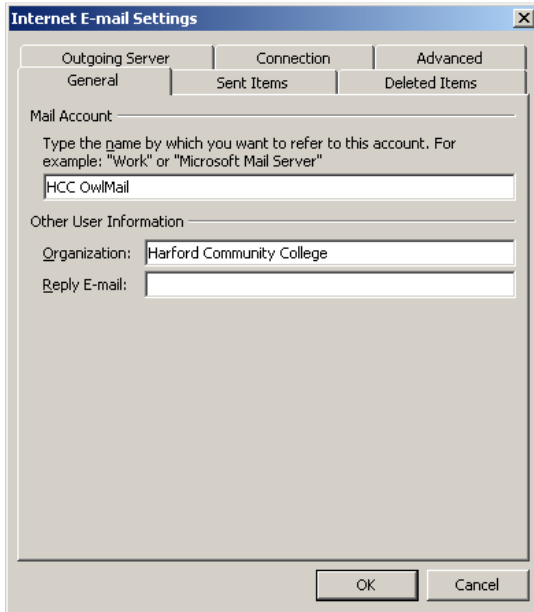 Internet E-mail Settings
Outgoing Server Connection Advanced
General Sent Items Deleted Items
Mail Account
Type the name by which you want to refer to this account. For
example: "Work" or "Microsoft Mail Server"
HCC OwlMail
Other User Information
Organization: Harford Community College
Reply E-mail:
OK Cancel